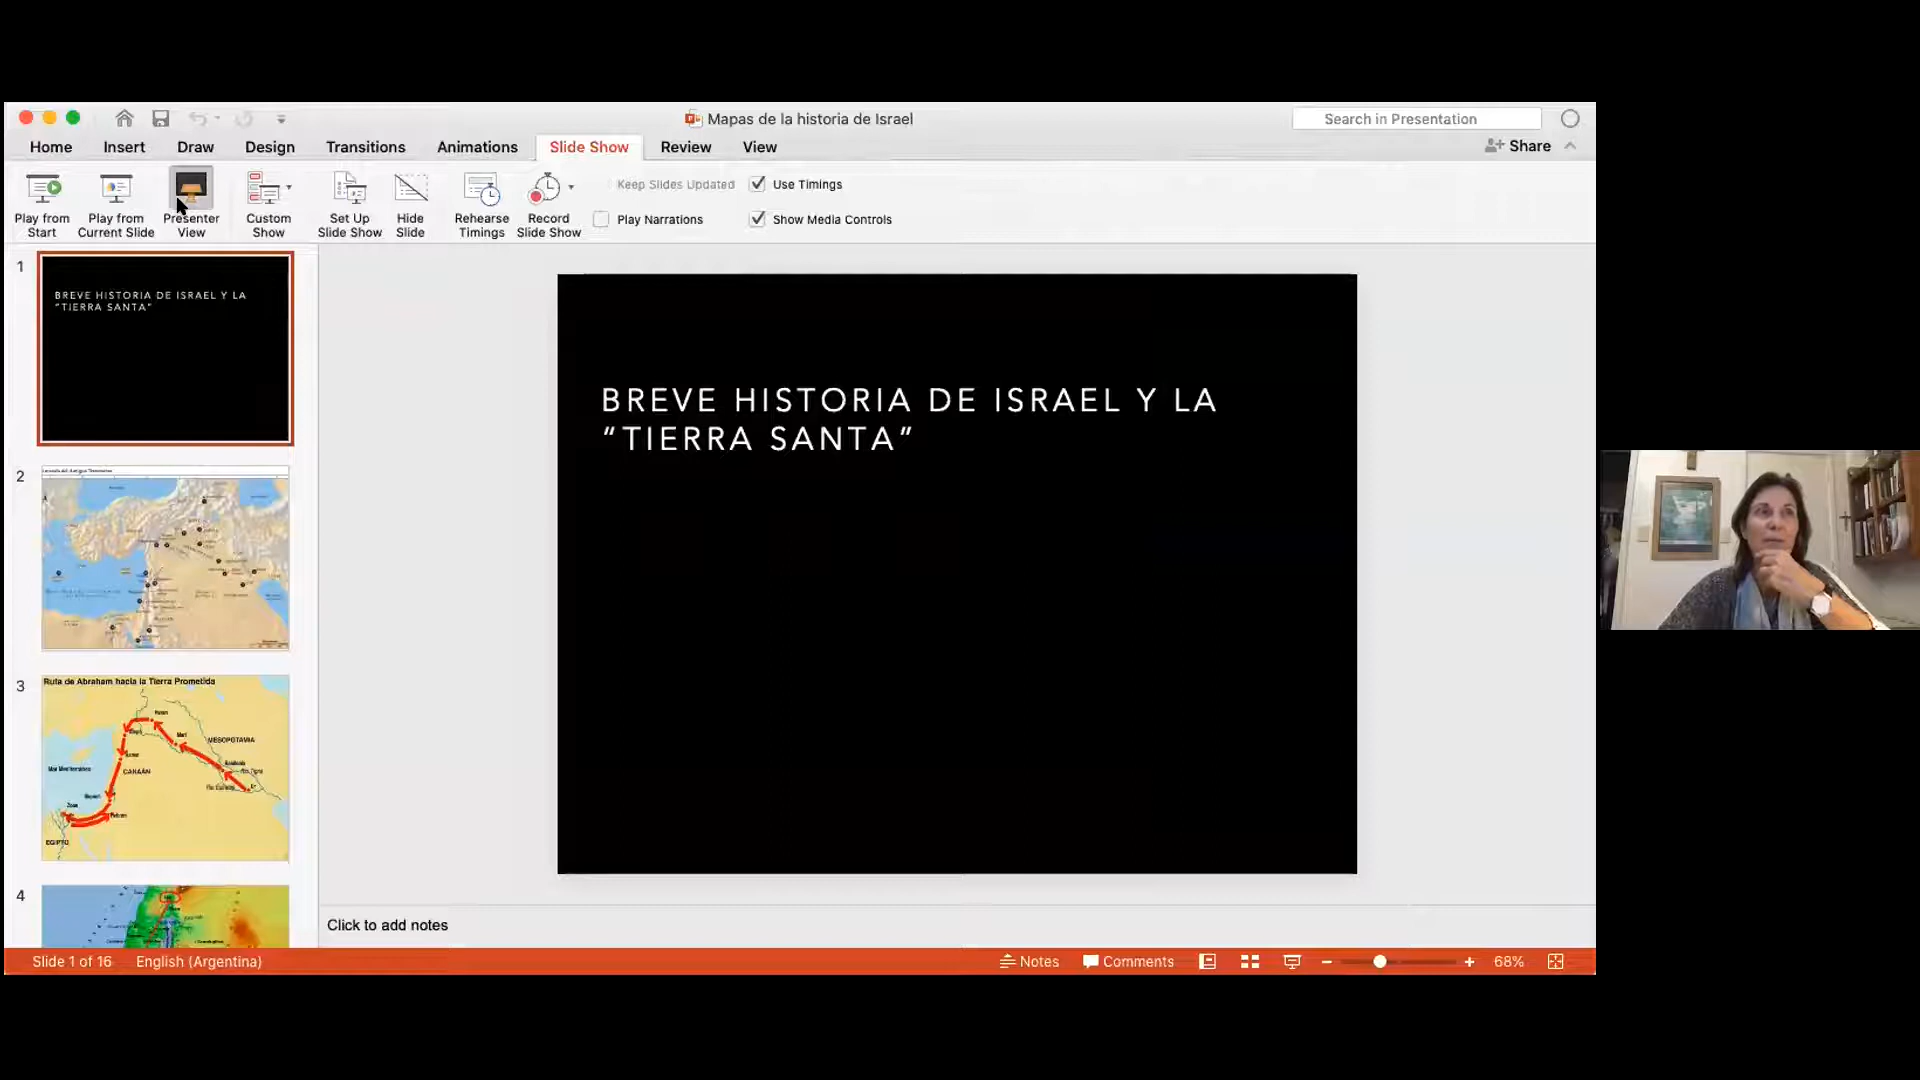 Mapas de la historia de Israel
Search in Presentation
Home Insert Draw Design Transitions Animations Slide Show Review View
Share
Play from Start
Play from Current Slide
Presenter View
Custom Show
Set Up Slide Show
Hide Slide
Rehearse Timings
Record Slide Show
Keep Slides Updated
Play Narrations
Use Timings
Show Media Controls
1
BREVE HISTORIA DE ISRAEL Y LA
“TIERRA SANTA”
2
3
Ruta de Abraham hacia la Tierra Prometida
MESOPOTAMIA
CANAÁN
Mar Mediterráneo
EGIPTO
4
BREVE HISTORIA DE ISRAEL Y LA
“TIERRA SANTA”
Click to add notes
Slide 1 of 16 English (Argentina)
Notes Comments 68%